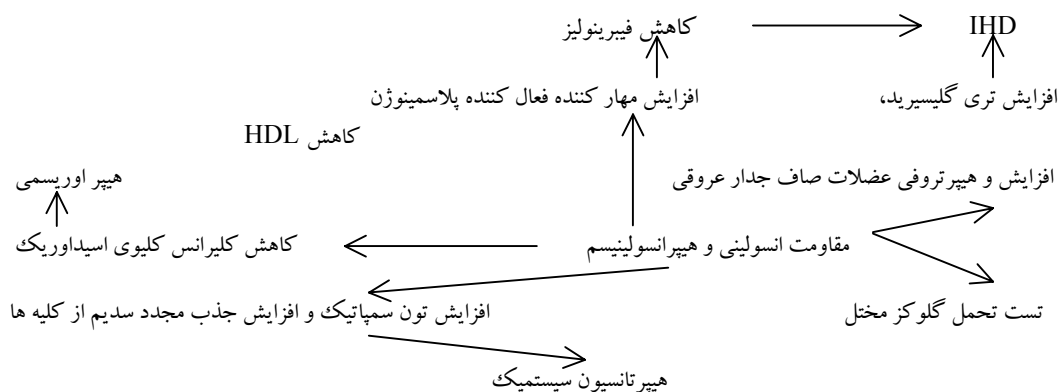 IHD
کاهش فیبرینولیز
افزایش تری گلیسیرید،
افزایش مهار کننده فعال کننده پلاسمینوژن
کاهش HDL
افزایش و هیپرتروفی عضلات صاف جدار عروقی
هیپر اوریسمی
مقاومت انسولینی و هیپرانسولینیسم
کاهش کلیرانس کلیوی اسیداوریک
تست تحمل گلوکز مختل
افزایش تون سمپاتیک و افزایش جذب مجدد سدیم از کلیه ها
هیپرتانسیون سیستمیک